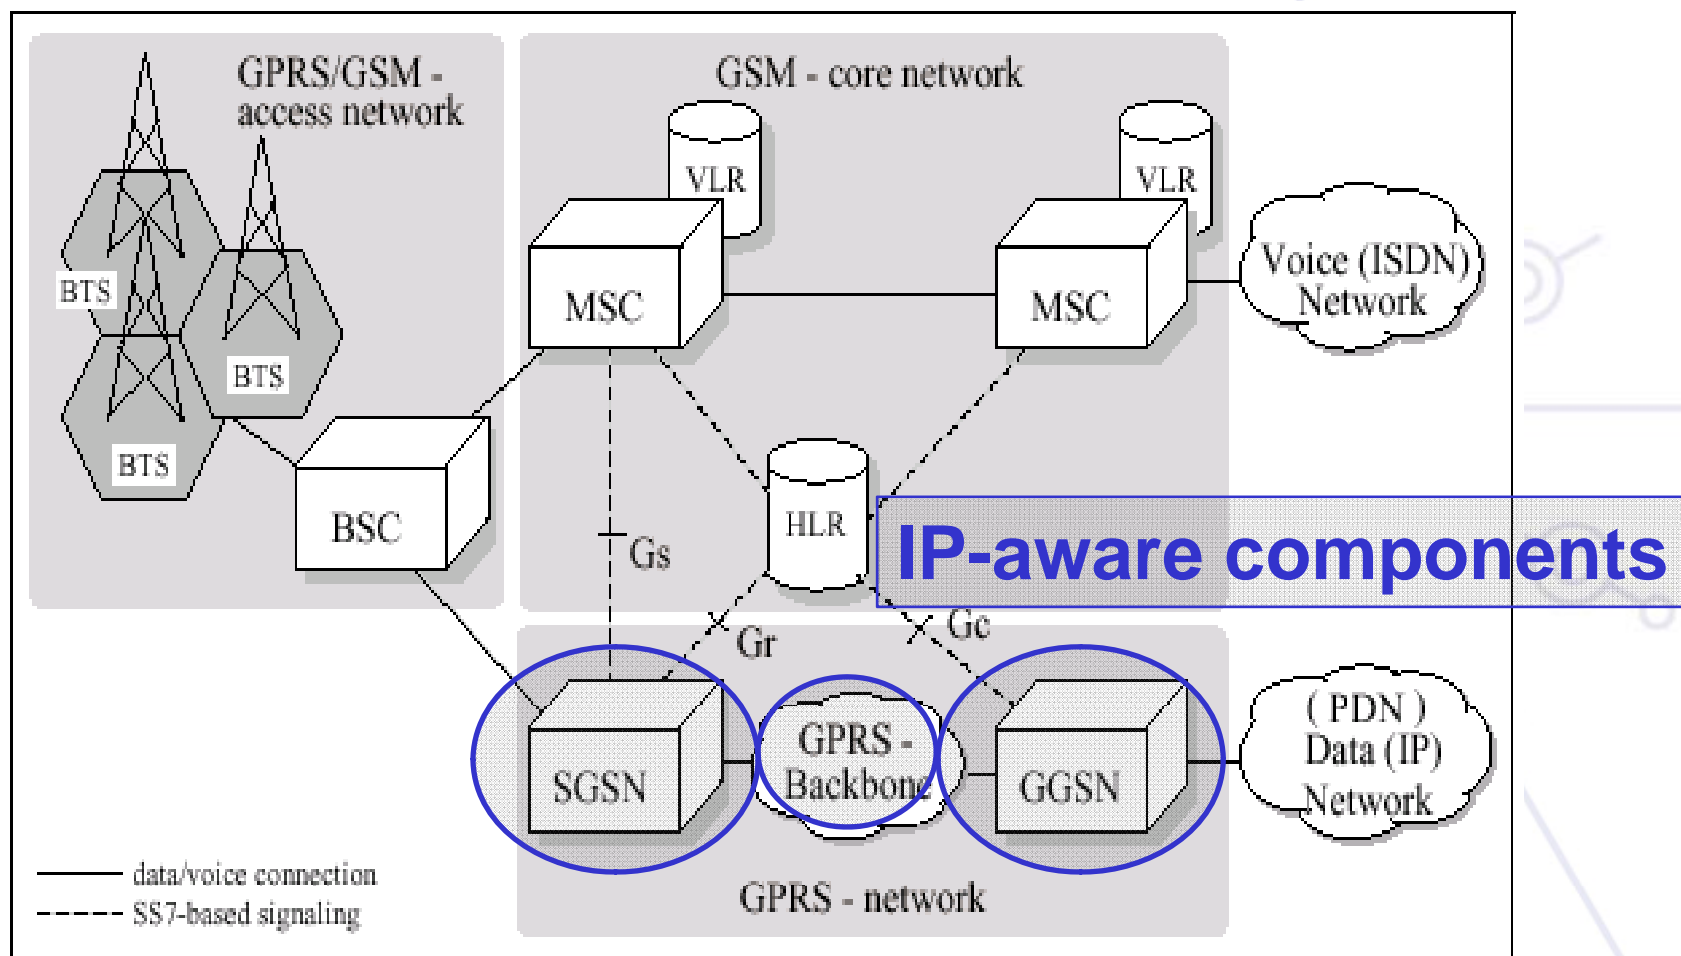 GPRS/GSM -
access network
GSM - core network
VLR
VLR
BTS
MSC
MSC
Voice (ISDN)
Network
BTS
BTS
BSC
HLR
IP-aware components
Gs
Gr
Gc
SGSN
GPRS -
Backbone
GGSN
( PDN )
Data (IP)
Network
data/voice connection
SS7-based signaling
GPRS - network